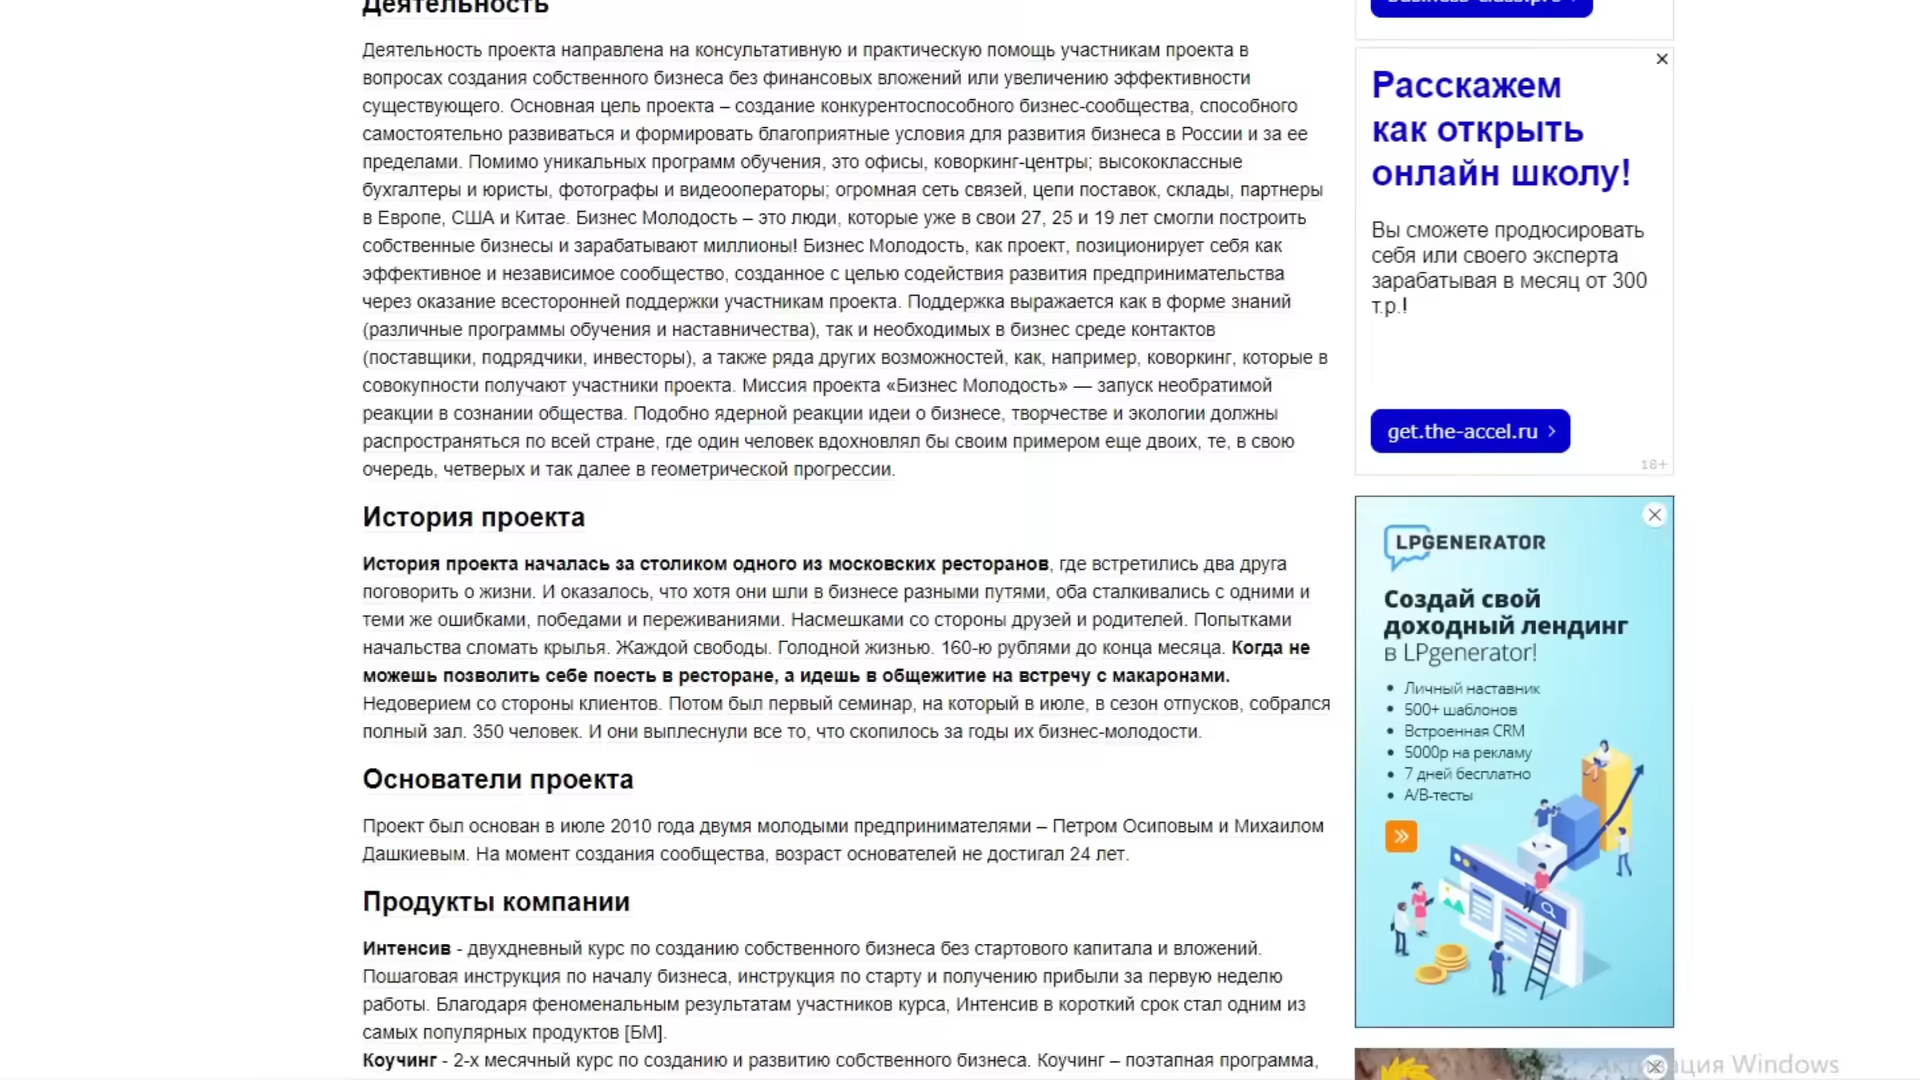 Деятельность
Деятельность проекта направлена на консультативную и практическую помощь участникам проекта в
вопросах создания собственного бизнеса без финансовых вложений или увеличению эффективности
существующего. Основная цель проекта – создание конкурентоспособного бизнес-сообщества, способного
самостоятельно развиваться и формировать благоприятные условия для развития бизнеса в России и за ее
пределами. Помимо уникальных программ обучения, это офисы, коворкинг-центры; высококлассные
бухгалтеры и юристы, фотографы и видеооператоры; огромная сеть связей, цепи поставок, склады, партнеры
в Европе, США и Китае. Бизнес Молодость – это люди, которые уже в свои 27, 25 и 19 лет смогли построить
собственные бизнесы и зарабатывают миллионы! Бизнес Молодость, как проект, позиционирует себя как
эффективное и независимое сообщество, созданное с целью содействия развития предпринимательства
через оказание всесторонней поддержки участникам проекта. Поддержка выражается как в форме знаний
(различные программы обучения и наставничества), так и необходимых в бизнес среде контактов
(поставщики, подрядчики, инвесторы), а также ряда других возможностей, как, например, коворкинг, которые в
совокупности получают участники проекта. Миссия проекта «Бизнес Молодость» — запуск необратимой
реакции в сознании общества. Подобно ядерной реакции идеи о бизнесе, творчестве и экологии должны
распространяться по всей стране, где один человек вдохновлял бы своим примером еще двоих, те, в свою
очередь, четверых и так далее в геометрической прогрессии.
История проекта
История проекта началась за столиком одного из московских ресторанов, где встретились два друга
поговорить о жизни. И оказалось, что хотя они шли в бизнесе разными путями, оба сталкивались с одними и
теми же ошибками, победами и переживаниями. Насмешками со стороны друзей и родителей. Попытками
начальства сломать крылья. Жаждой свободы. Голодной жизнью. 160-ю рублями до конца месяца. Когда не
можешь позволить себе поесть в ресторане, а идешь в общежитие на встречу с макаронами.
Недоверием со стороны клиентов. Потом был первый семинар, на который в июле, в сезон отпусков, собрался
полный зал. 350 человек. И они выплеснули все то, что скопилось за годы их бизнес-молодости.
Основатели проекта
Проект был основан в июле 2010 года двумя молодыми предпринимателями – Петром Осиповым и Михаилом
Дашкиевым. На момент создания сообщества, возраст основателей не достигал 24 лет.
Продукты компании
Интенсив - двухдневный курс по созданию собственного бизнеса без стартового капитала и вложений.
Пошаговая инструкция по началу бизнеса, инструкция по старту и получению прибыли за первую неделю
работы. Благодаря феноменальным результатам участников курса, Интенсив в короткий срок стал одним из
самых популярных продуктов [БМ].
Коучинг - 2-х месячный курс по созданию и развитию собственного бизнеса. Коучинг – поэтапная программа,
Расскажем
как открыть
онлайн школу!
Вы сможете продюсировать
себя или своего эксперта
зарабатывая в месяц от 300
т.р.!
get.the-accel.ru
18+
LPGENERATOR
Создай свой
доходный лендинг
в LPgenerator!
• Личный наставник
• 500+ шаблонов
• Встроенная CRM
• 5000р на рекламу
• 7 дней бесплатно
• A/B-тесты
Windows